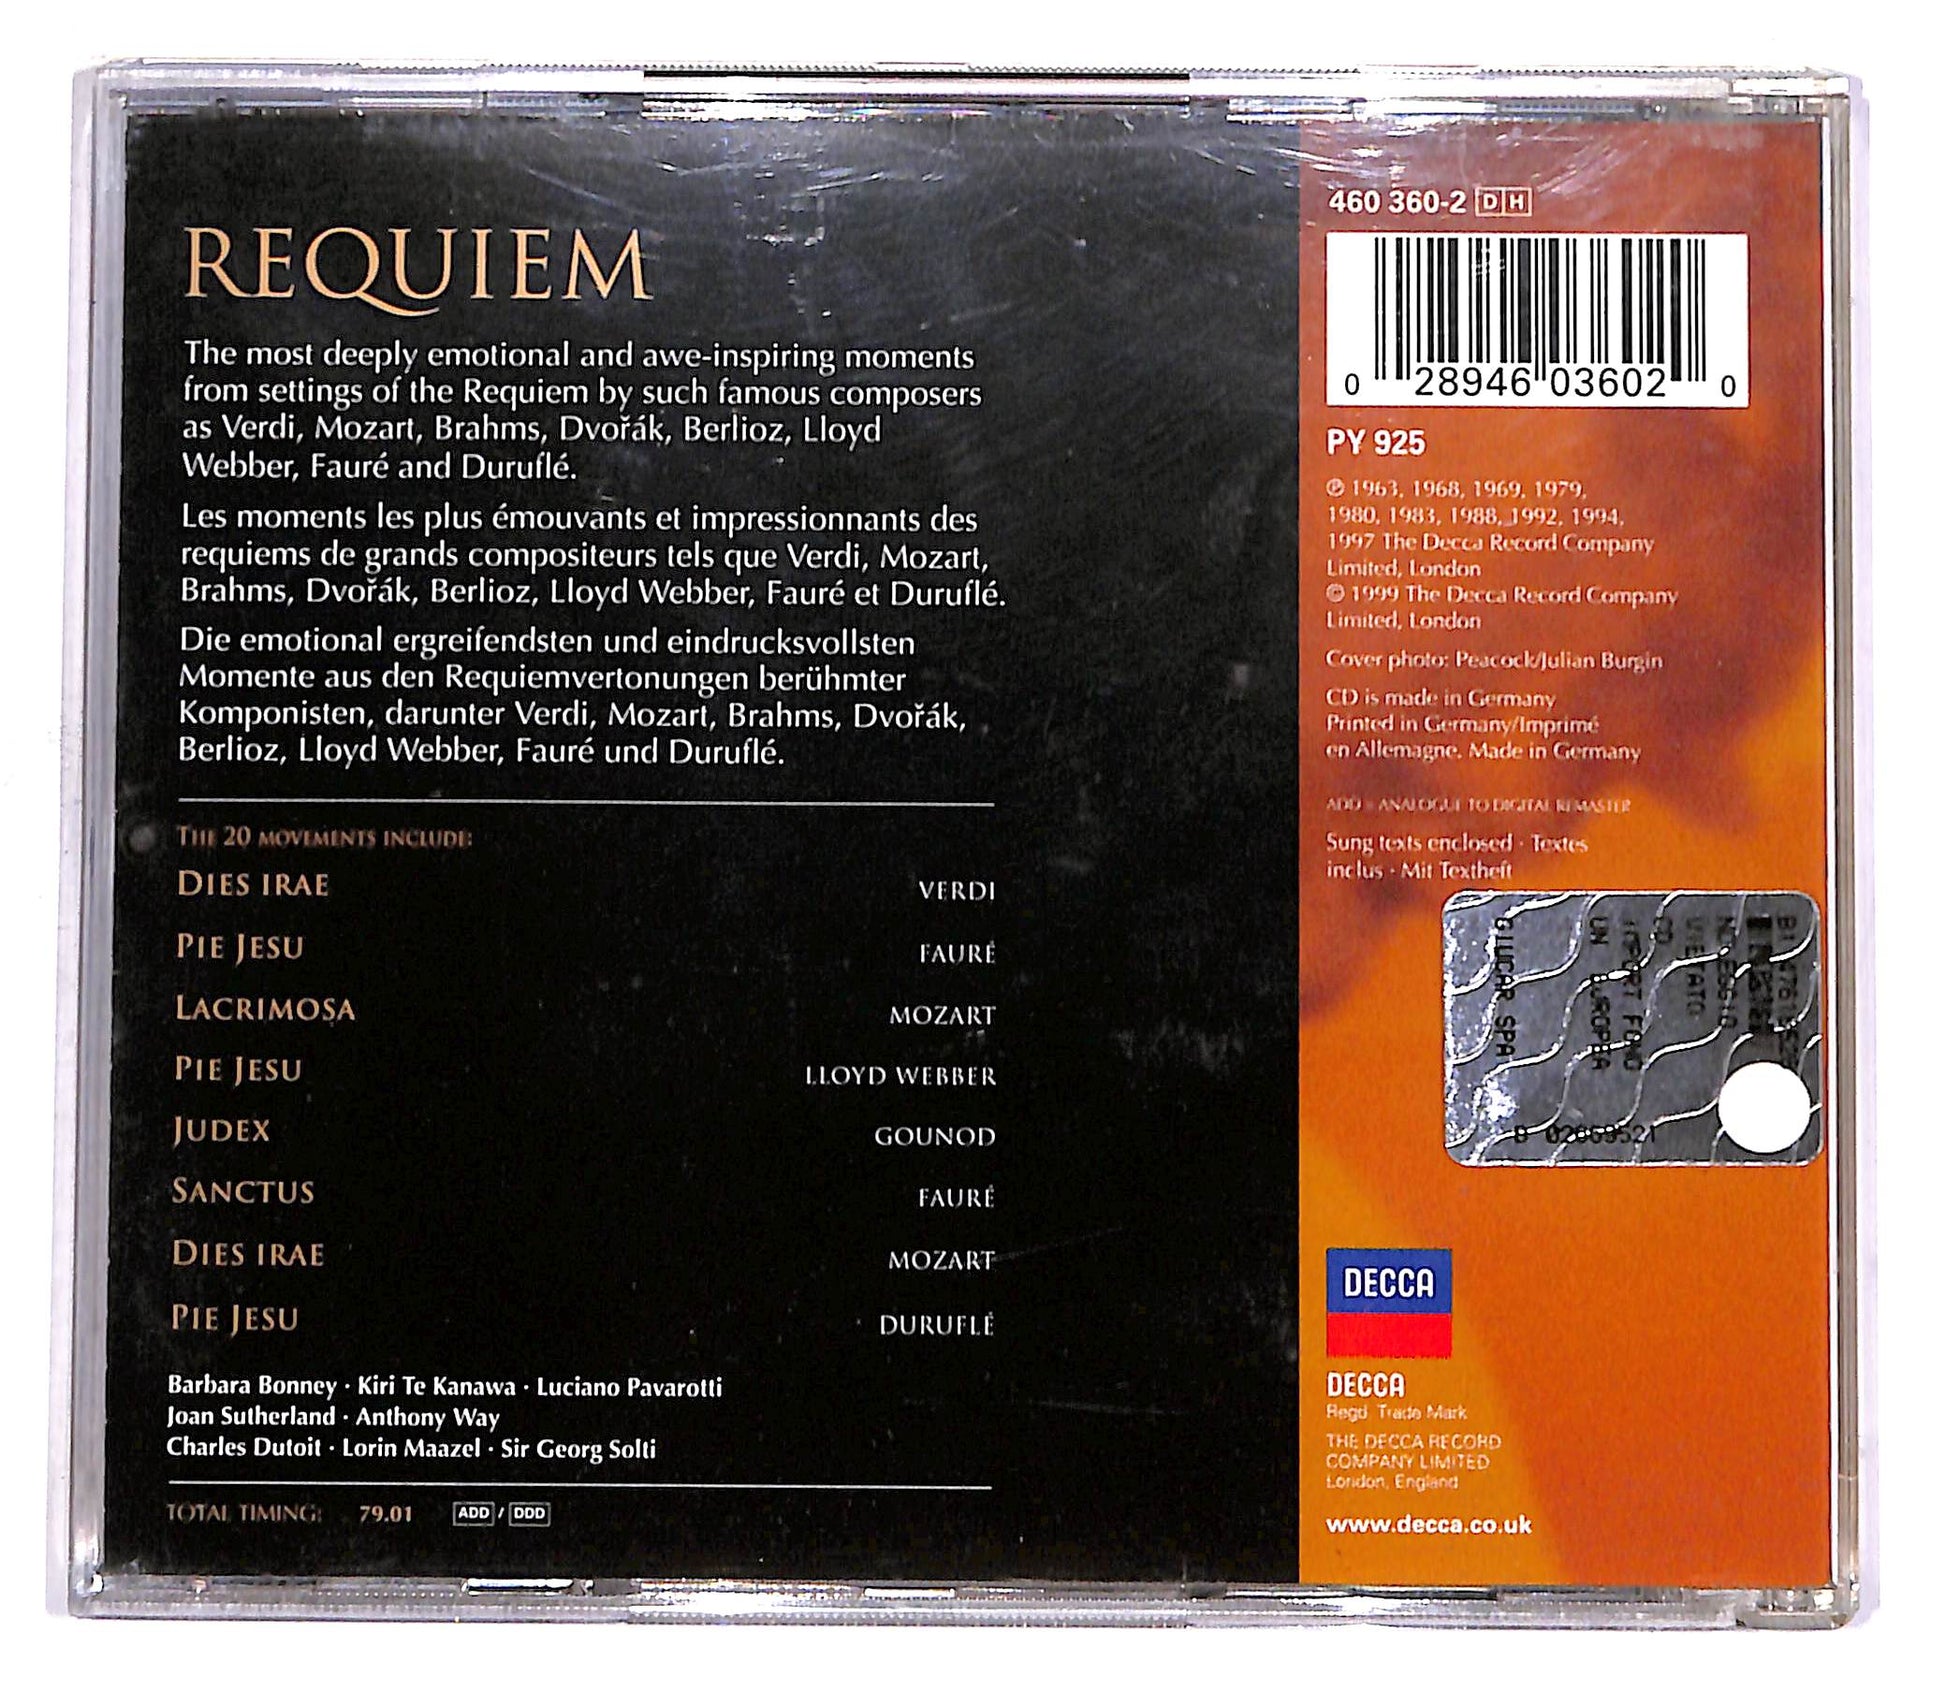 REQUIEM
The most deeply emotional and awe-inspiring moments
from settings of the Requiem by such famous composers
as Verdi, Mozart, Brahms, Dvořák, Berlioz, Lloyd
Webber, Fauré and Duruflé.
Les moments les plus émouvants et impressionnants des
requiems de grands compositeurs tels que Verdi, Mozart,
Brahms, Dvořák, Berlioz, Lloyd Webber, Fauré et Duruflé.
Die emotional ergreifendsten und eindrucksvollsten
Momente aus den Requiemvertonungen berühmter
Komponisten, darunter Verdi, Mozart, Brahms, Dvořák,
Berlioz, Lloyd Webber, Fauré und Duruflé.
THE 20 MOVEMENTS INCLUDE:
DIES IRAE VERDI
PIE JESU FAURÉ
LACRIMOSA MOZART
PIE JESU LLOYD WEBBER
JUDEX GOUNOD
SANCTUS FAURÉ
DIES IRAE MOZART
PIE JESU DURUFLÉ
Barbara Bonney · Kiri Te Kanawa · Luciano Pavarotti
Joan Sutherland · Anthony Way
Charles Dutoit · Lorin Maazel · Sir Georg Solti
TOTAL TIMING: 79.01 ADD / DDD
460 360-2 DH
0 28946 03602 0
PY 925
℗ 1963, 1968, 1969, 1979,
1980, 1983, 1988, 1992, 1994,
1997 The Decca Record Company
Limited, London
© 1999 The Decca Record Company
Limited, London
Cover photo: Peacock/Julian Burgin
CD is made in Germany
Printed in Germany/Imprimé
en Allemagne. Made in Germany
ADD = ANALOGUE TO DIGITAL REMASTER
Sung texts enclosed · Textes
inclus · Mit Textheft
VIETATO
CD
GIUCAR SPA
DECCA
DECCA
Regd. Trade Mark
THE DECCA RECORD
COMPANY LIMITED
London, England
www.decca.co.uk